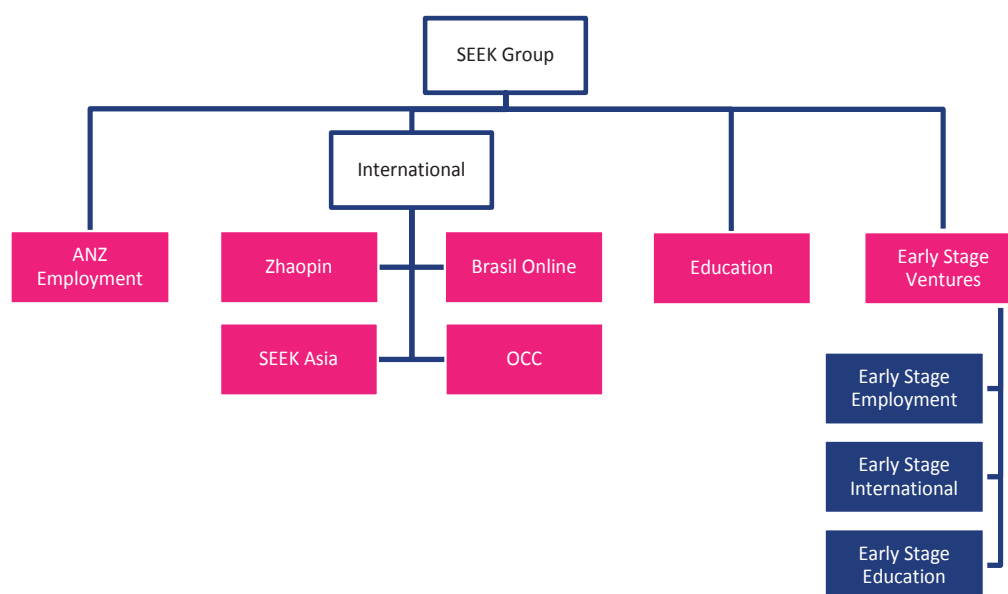 SEEK Group
International
ANZ
Employment
Zhaopin
Brasil Online
Education
Early Stage
Ventures
SEEK Asia
OCC
Early Stage
Employment
Early Stage
International
Early Stage
Education